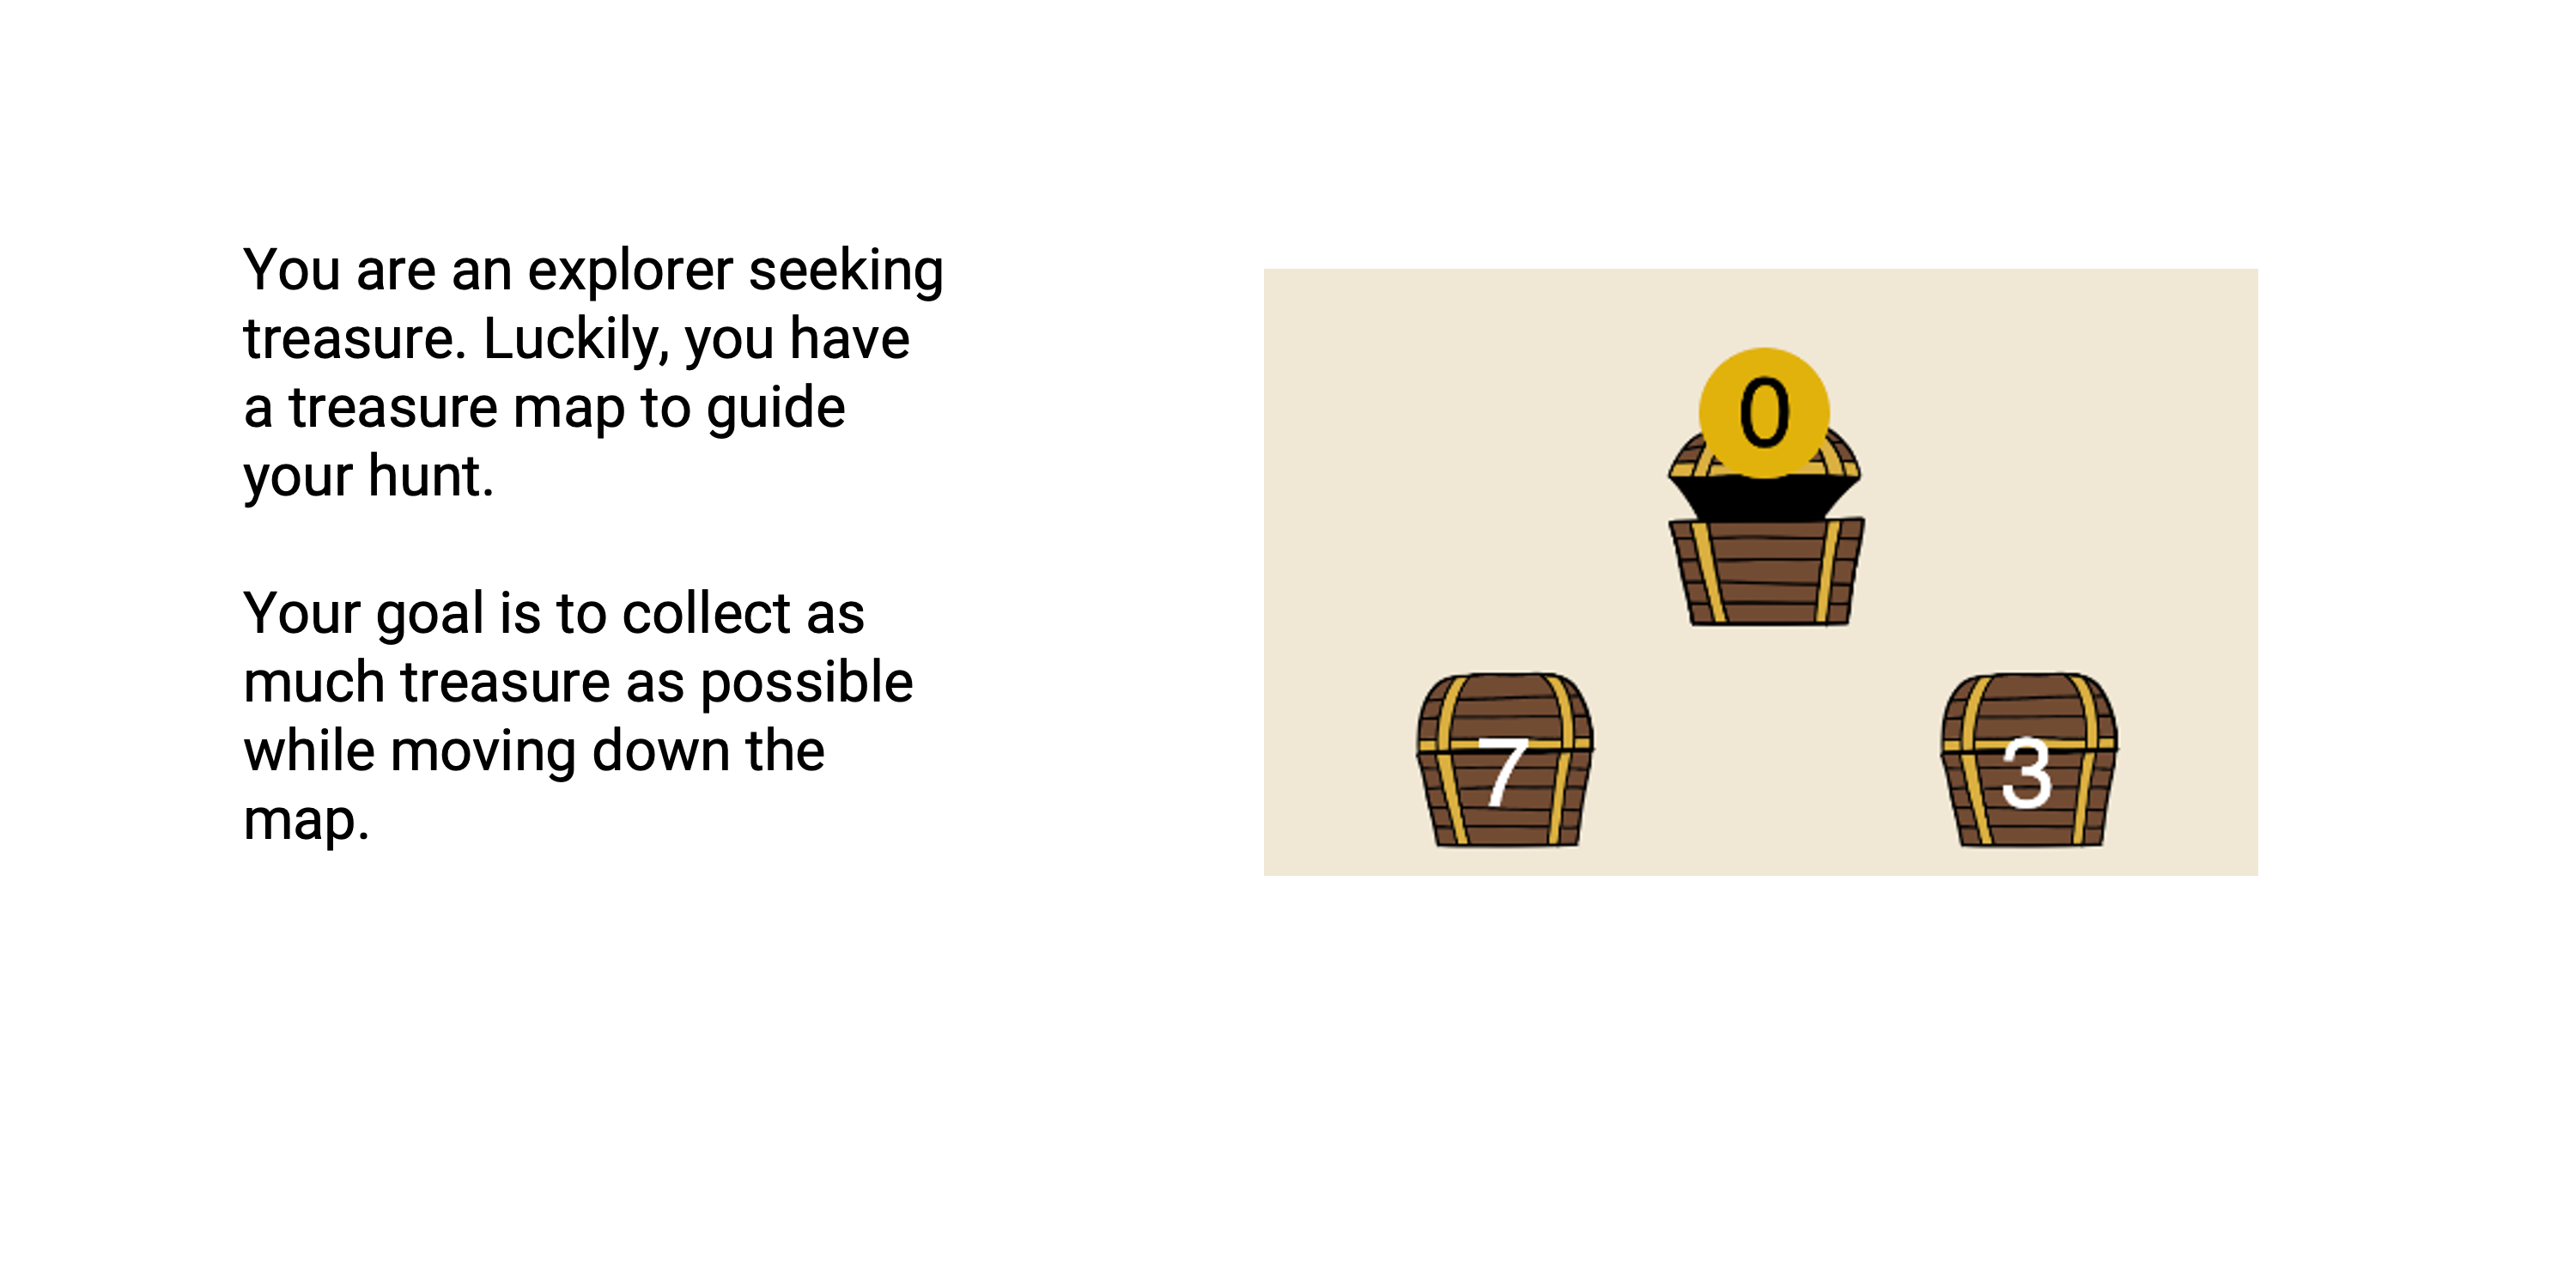 You are an explorer seeking
treasure. Luckily, you have
a treasure map to guide
your hunt.
Your goal is to collect as
much treasure as possible
while moving down the
map.
0
7 3